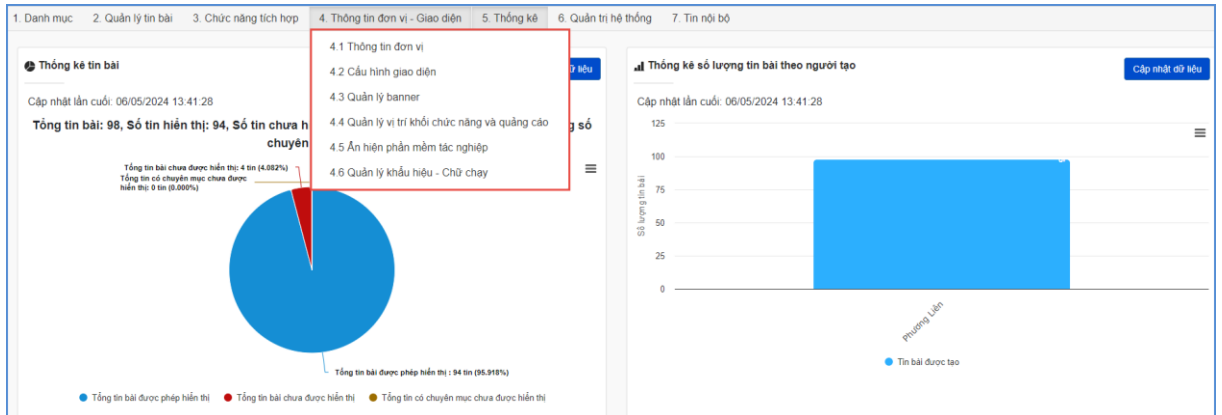 1. Danh mục 2. Quản lý tin bài 3. Chức năng tích hợp 4. Thông tin đơn vị - Giao diện 5. Thống kê 6. Quản trị hệ thống 7. Tin nội bộ
4.1 Thông tin đơn vị
4.2 Cấu hình giao diện
4.3 Quản lý banner
4.4 Quản lý vị trí khối chức năng và quảng cáo
4.5 Ẩn hiện phần mềm tác nghiệp
4.6 Quản lý khẩu hiệu - Chữ chạy
Thống kê tin bài
ữ liệu
Cập nhật lần cuối: 06/05/2024 13:41:28
Tổng tin bài: 98, Số tin hiển thị: 94, Số tin chưa h
g số
chuyên
Tổng tin bài chưa được hiển thị: 4 tin (4.082%)
Tổng tin có chuyên mục chưa được
hiển thị: 0 tin (0.000%)
Tổng tin bài được phép hiển thị : 94 tin (95.918%)
Tổng tin bài được phép hiển thị Tổng tin bài chưa được hiển thị Tổng tin có chuyên mục chưa được hiển thị
Thống kê số lượng tin bài theo người tạo
Cập nhật dữ liệu
Cập nhật lần cuối: 06/05/2024 13:41:28
125
100
75
50
25
0
Số lượng tin bài
Phương Liên
Tin bài được tạo